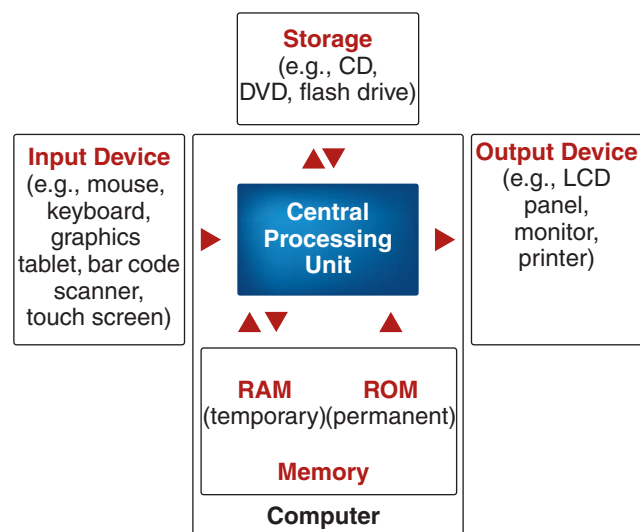 Storage
(e.g., CD,
DVD, flash drive)
Input Device
(e.g., mouse,
keyboard,
graphics
tablet, bar code
scanner,
touch screen)
Central
Processing
Unit
Output Device
(e.g., LCD
panel,
monitor,
printer)
RAM ROM
(temporary)(permanent)
Memory
Computer